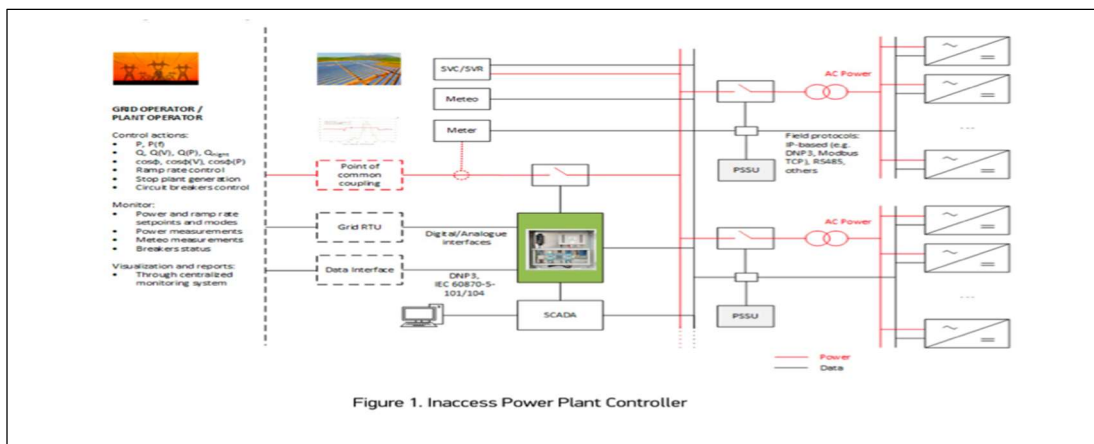 GRID OPERATOR /
PLANT OPERATOR
Control actions:
• P, P(f)
• Q, Q(V), Q(P), Qnight
• cosϕ, cosϕ(V), cosϕ(P)
• Ramp rate control
• Stop plant generation
• Circuit breakers control
Monitor:
• Power and ramp rate
setpoints and modes
• Power measurements
• Meteo measurements
• Breakers status
Visualization and reports:
• Through centralized
monitoring system
SVC/SVR
Meteo
Meter
Point of
common
coupling
Grid RTU
Data Interface
Digital/Analogue
interfaces
DNP3,
IEC 60870-5-
101/104
SCADA
AC Power
PSSU
Field protocols:
IP-based (e.g.
DNP3, Modbus
TCP), RS485,
others
...
AC Power
PSSU
...
Power
Data
Figure 1. Inaccess Power Plant Controller